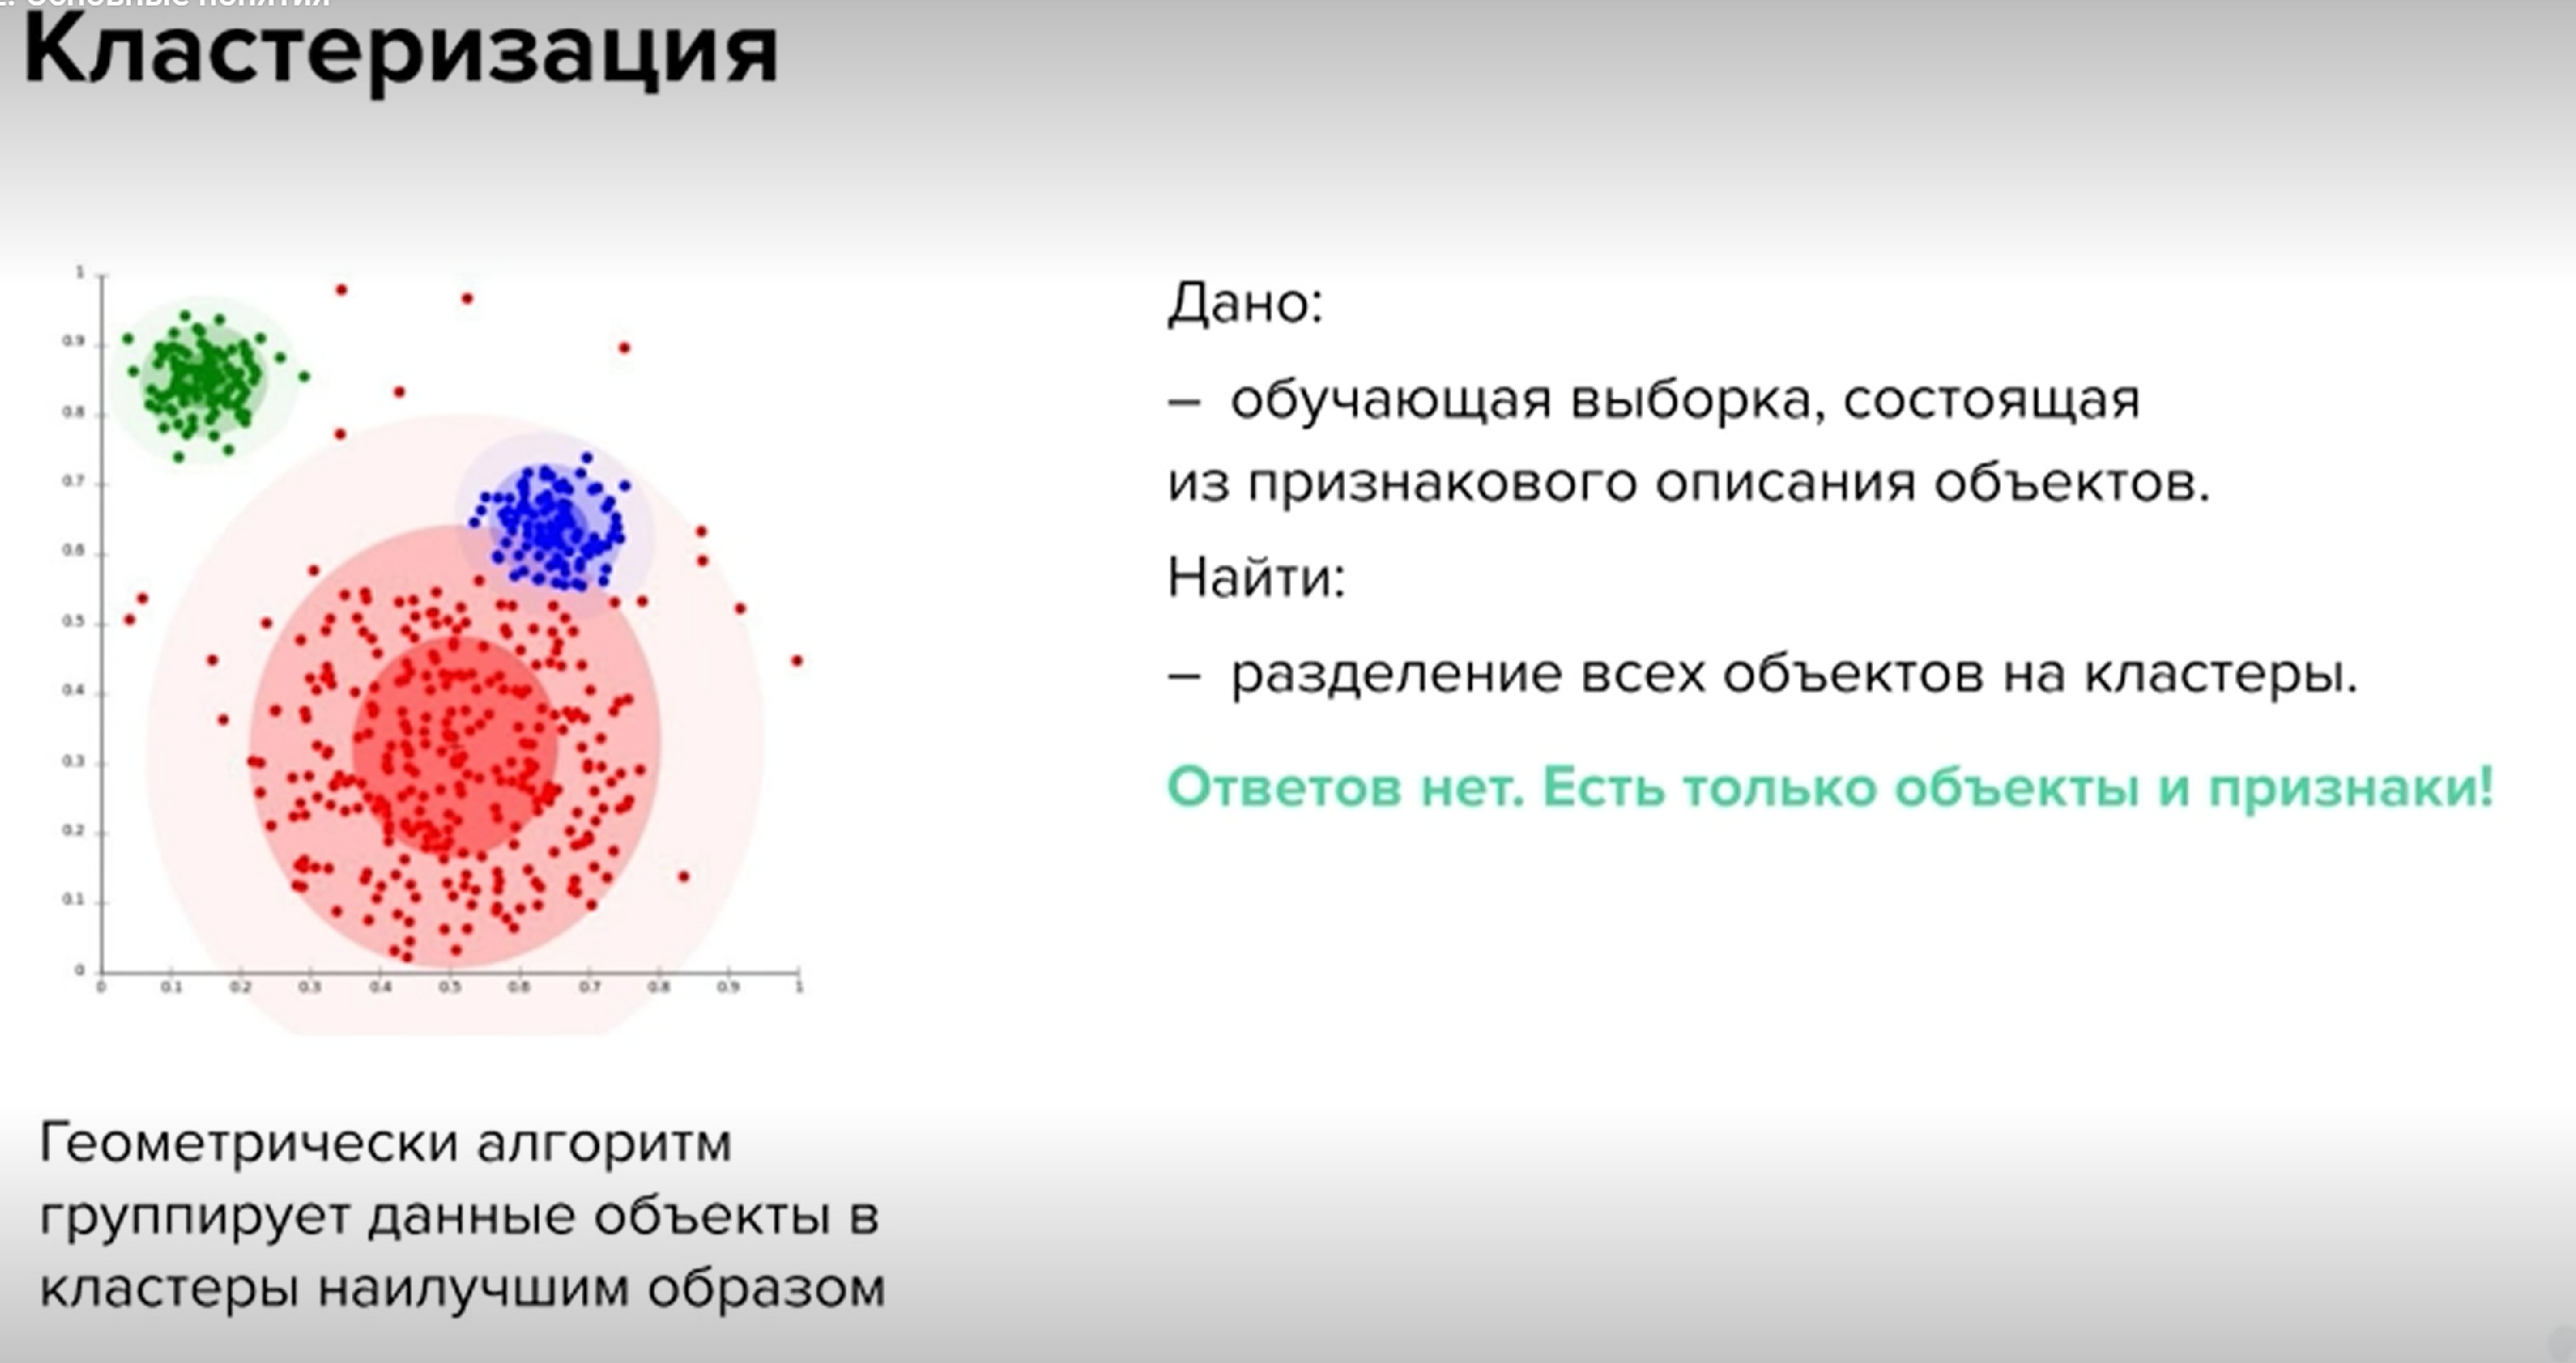 2. Основные понятия
Кластеризация
1
0.9
0.8
0.7
0.6
0.5
0.4
0.3
0.2
0.1
0
0 0.1 0.2 0.3 0.4 0.5 0.6 0.7 0.8 0.9 1
Дано:
– обучающая выборка, состоящая
из признакового описания объектов.
Найти:
– разделение всех объектов на кластеры.
Ответов нет. Есть только объекты и признаки!
Геометрически алгоритм
группирует данные объекты в
кластеры наилучшим образом